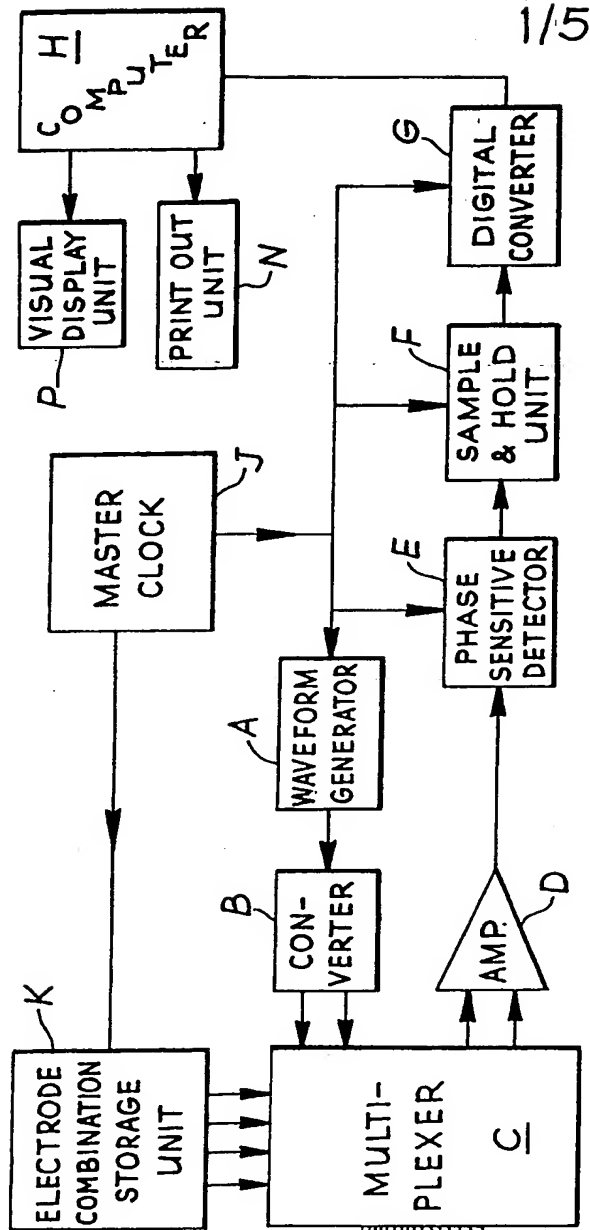 1/5
H
COMPUTER
VISUAL
DISPLAY
UNIT
P
PRINT OUT
UNIT
N
MASTER
CLOCK
J
G
DIGITAL
CONVERTER
F
SAMPLE
& HOLD
UNIT
E
PHASE
SENSITIVE
DETECTOR
A
WAVEFORM
GENERATOR
B
CON-
VERTER
D
AMP.
K
ELECTRODE
COMBINATION
STORAGE
UNIT
MULTI-
PLEXER
C